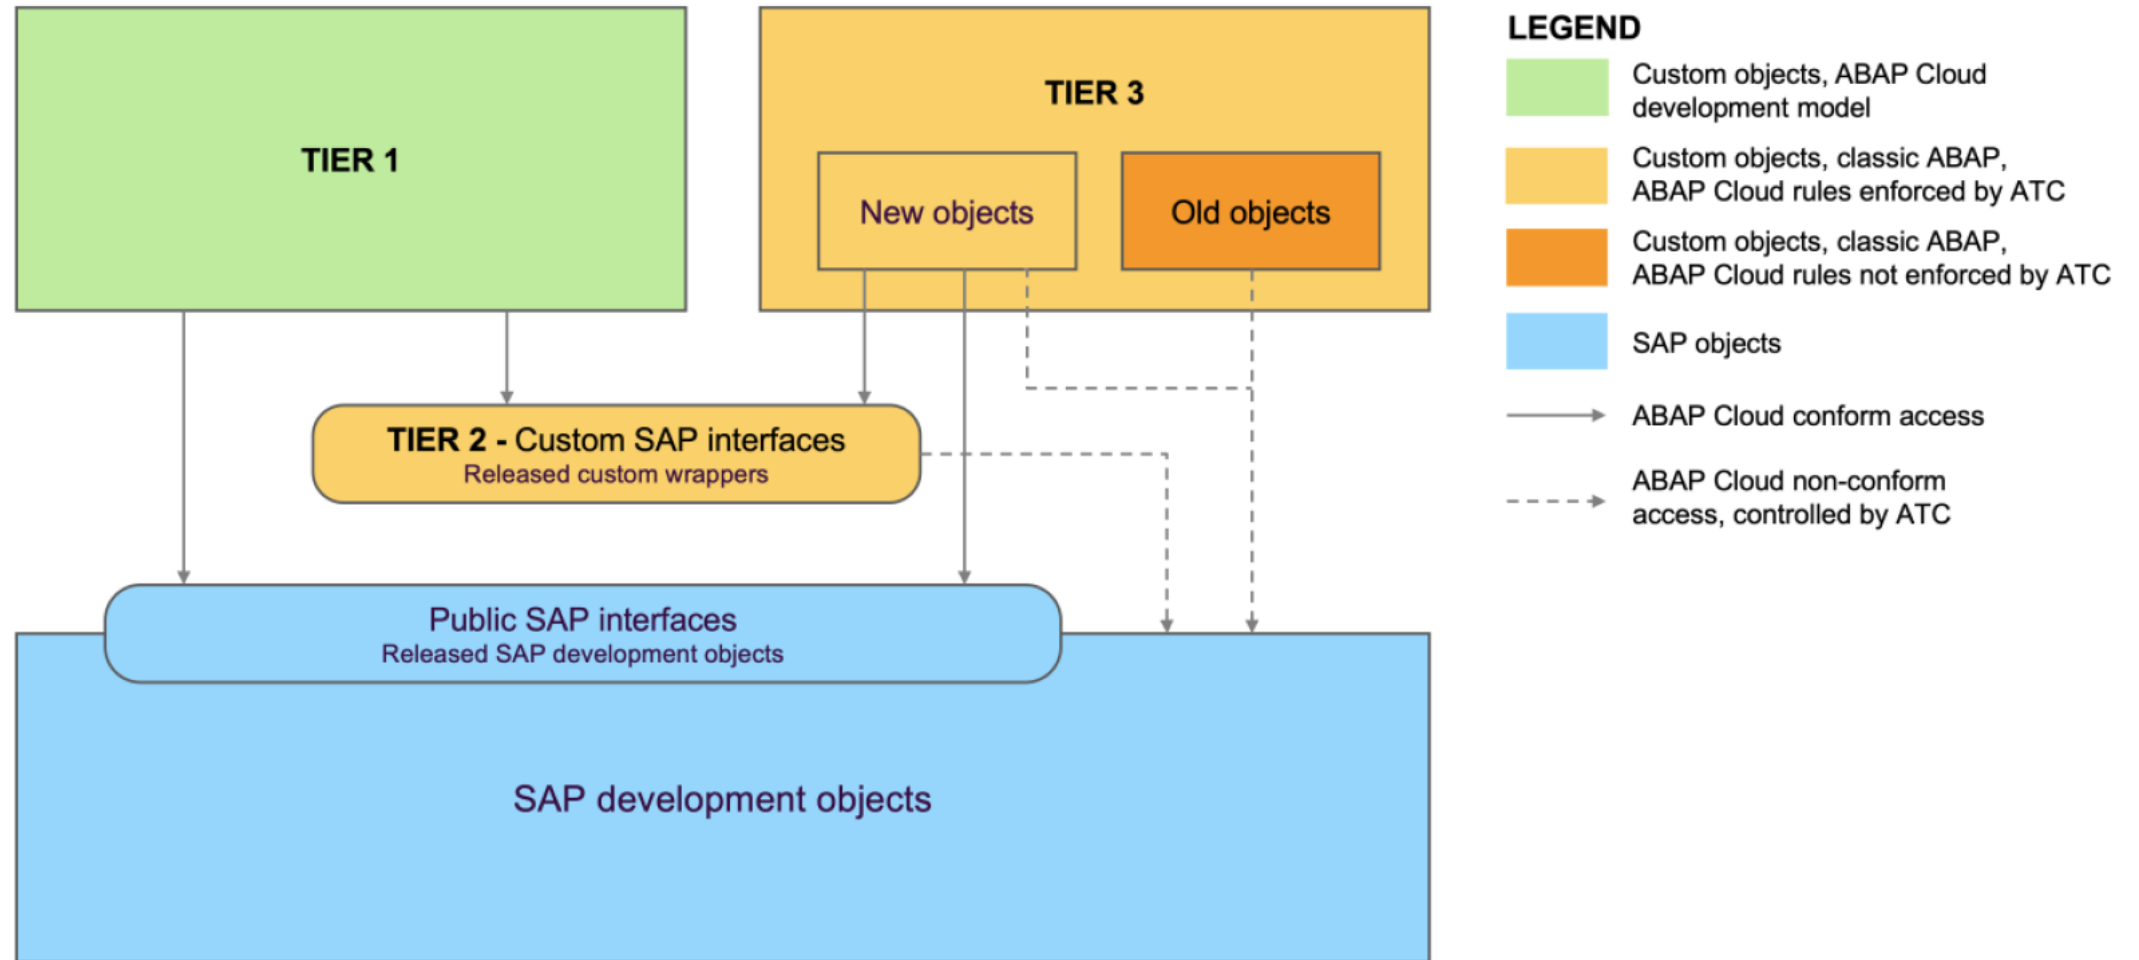 TIER 1
TIER 3
New objects
Old objects
TIER 2 - Custom SAP interfaces
Released custom wrappers
Public SAP interfaces
Released SAP development objects
SAP development objects
LEGEND
Custom objects, ABAP Cloud
development model
Custom objects, classic ABAP,
ABAP Cloud rules enforced by ATC
Custom objects, classic ABAP,
ABAP Cloud rules not enforced by ATC
SAP objects
ABAP Cloud conform access
ABAP Cloud non-conform
access, controlled by ATC